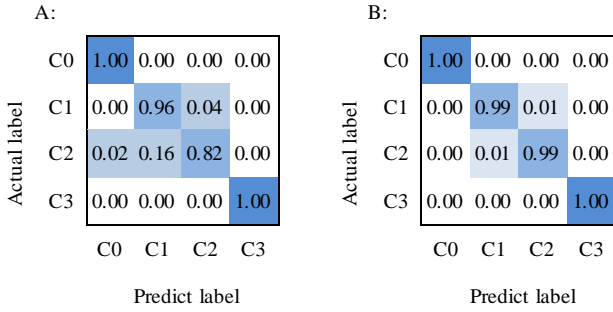 A:
B:
C0 1.00 0.00 0.00 0.00
C1 0.00 0.96 0.04 0.00
C2 0.02 0.16 0.82 0.00
C3 0.00 0.00 0.00 1.00
C0 C1 C2 C3
Actual label
Predict label
C0 1.00 0.00 0.00 0.00
C1 0.00 0.99 0.01 0.00
C2 0.00 0.01 0.99 0.00
C3 0.00 0.00 0.00 1.00
C0 C1 C2 C3
Actual label
Predict label